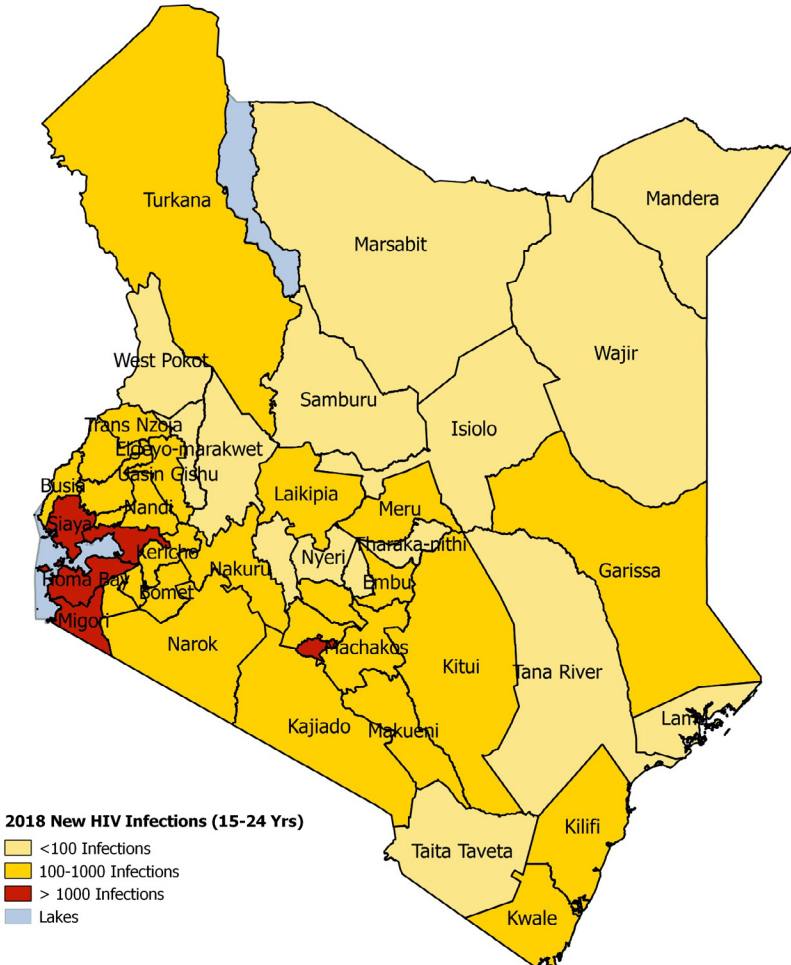 Turkana
Mandera
Marsabit
Wajir
West Pokot
Samburu
Isiolo
Trans Nzoia
Elgeyo-marakwet
Uasin Gishu
Busia
Laikipia
Nandi
Meru
Siaya
Tharaka-nithi
Kericho
Nyeri
Nakuru
Garissa
Homa Bay
Embu
Bomet
Migori
Narok
Machakos
Kitui
Tana River
Lamu
Kajiado
Makueni
Kilifi
Taita Taveta
Kwale
2018 New HIV Infections (15-24 Yrs)
<100 Infections
100-1000 Infections
> 1000 Infections
Lakes